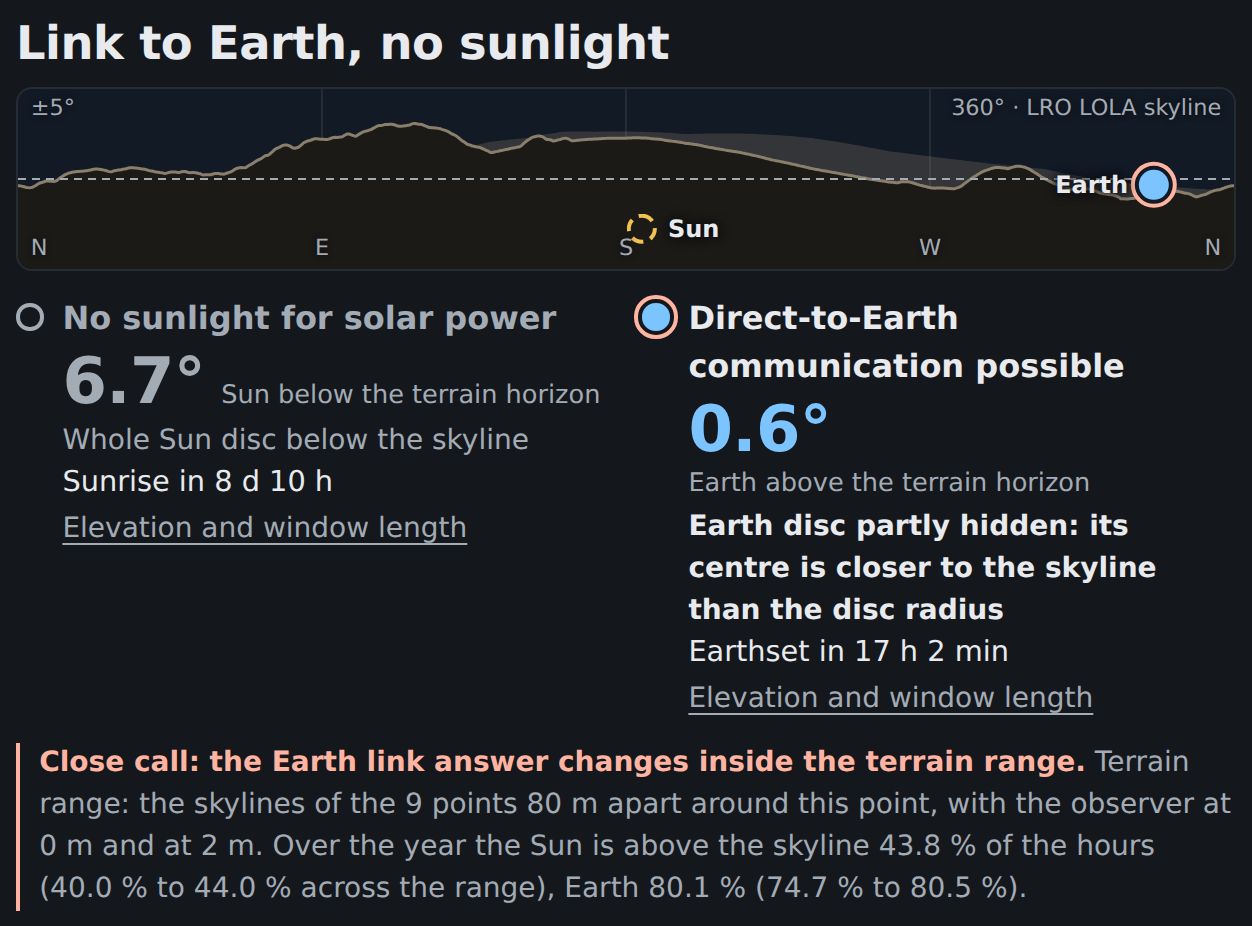 Link to Earth, no sunlight
±5°
360° · LRO LOLA skyline
Earth
Sun
N
E
S
W
N
No sunlight for solar power
6.7° Sun below the terrain horizon
Whole Sun disc below the skyline
Sunrise in 8 d 10 h
Elevation and window length
Direct-to-Earth
communication possible
0.6°
Earth above the terrain horizon
Earth disc partly hidden: its
centre is closer to the skyline
than the disc radius
Earthset in 17 h 2 min
Elevation and window length
Close call: the Earth link answer changes inside the terrain range. Terrain
range: the skylines of the 9 points 80 m apart around this point, with the observer at
0 m and at 2 m. Over the year the Sun is above the skyline 43.8 % of the hours
(40.0 % to 44.0 % across the range), Earth 80.1 % (74.7 % to 80.5 %).